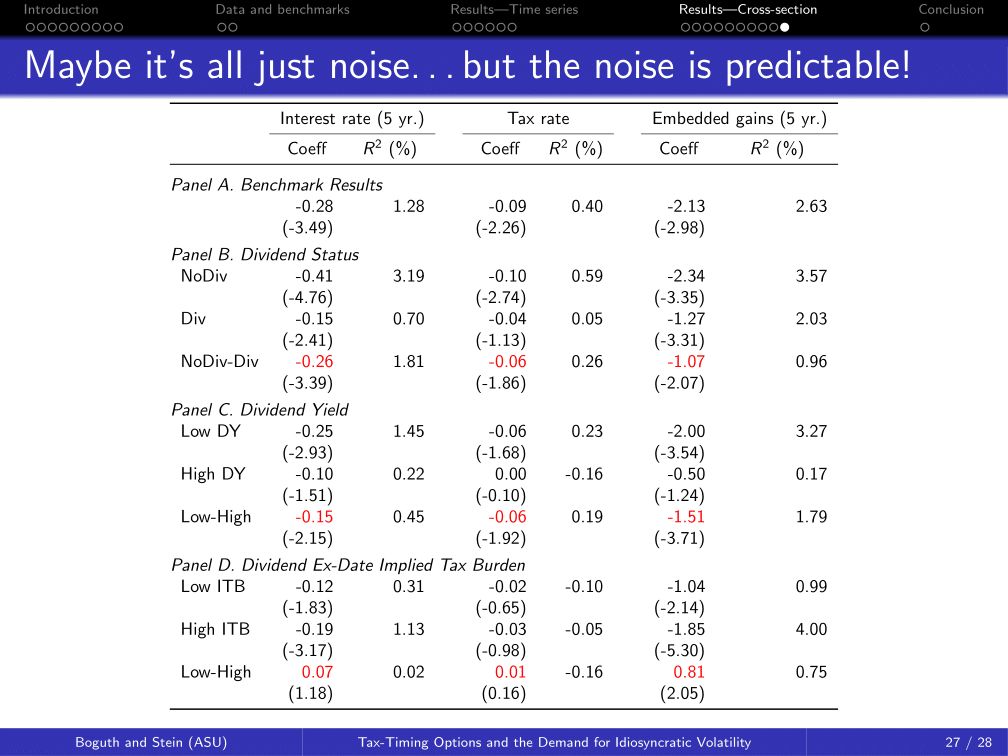 Introduction Data and benchmarks Results—Time series Results—Cross-section Conclusion
Maybe it's all just noise. . . but the noise is predictable!
Interest rate (5 yr.) Tax rate Embedded gains (5 yr.)
Coeff R² (%) Coeff R² (%) Coeff R² (%)
Panel A. Benchmark Results
-0.28 1.28 -0.09 0.40 -2.13 2.63
(-3.49) (-2.26) (-2.98)
Panel B. Dividend Status
NoDiv -0.41 3.19 -0.10 0.59 -2.34 3.57
(-4.76) (-2.74) (-3.35)
Div -0.15 0.70 -0.04 0.05 -1.27 2.03
(-2.41) (-1.13) (-3.31)
NoDiv-Div -0.26 1.81 -0.06 0.26 -1.07 0.96
(-3.39) (-1.86) (-2.07)
Panel C. Dividend Yield
Low DY -0.25 1.45 -0.06 0.23 -2.00 3.27
(-2.93) (-1.68) (-3.54)
High DY -0.10 0.22 0.00 -0.16 -0.50 0.17
(-1.51) (-0.10) (-1.24)
Low-High -0.15 0.45 -0.06 0.19 -1.51 1.79
(-2.15) (-1.92) (-3.71)
Panel D. Dividend Ex-Date Implied Tax Burden
Low ITB -0.12 0.31 -0.02 -0.10 -1.04 0.99
(-1.83) (-0.65) (-2.14)
High ITB -0.19 1.13 -0.03 -0.05 -1.85 4.00
(-3.17) (-0.98) (-5.30)
Low-High 0.07 0.02 0.01 -0.16 0.81 0.75
(1.18) (0.16) (2.05)
Boguth and Stein (ASU) Tax-Timing Options and the Demand for Idiosyncratic Volatility 27 / 28